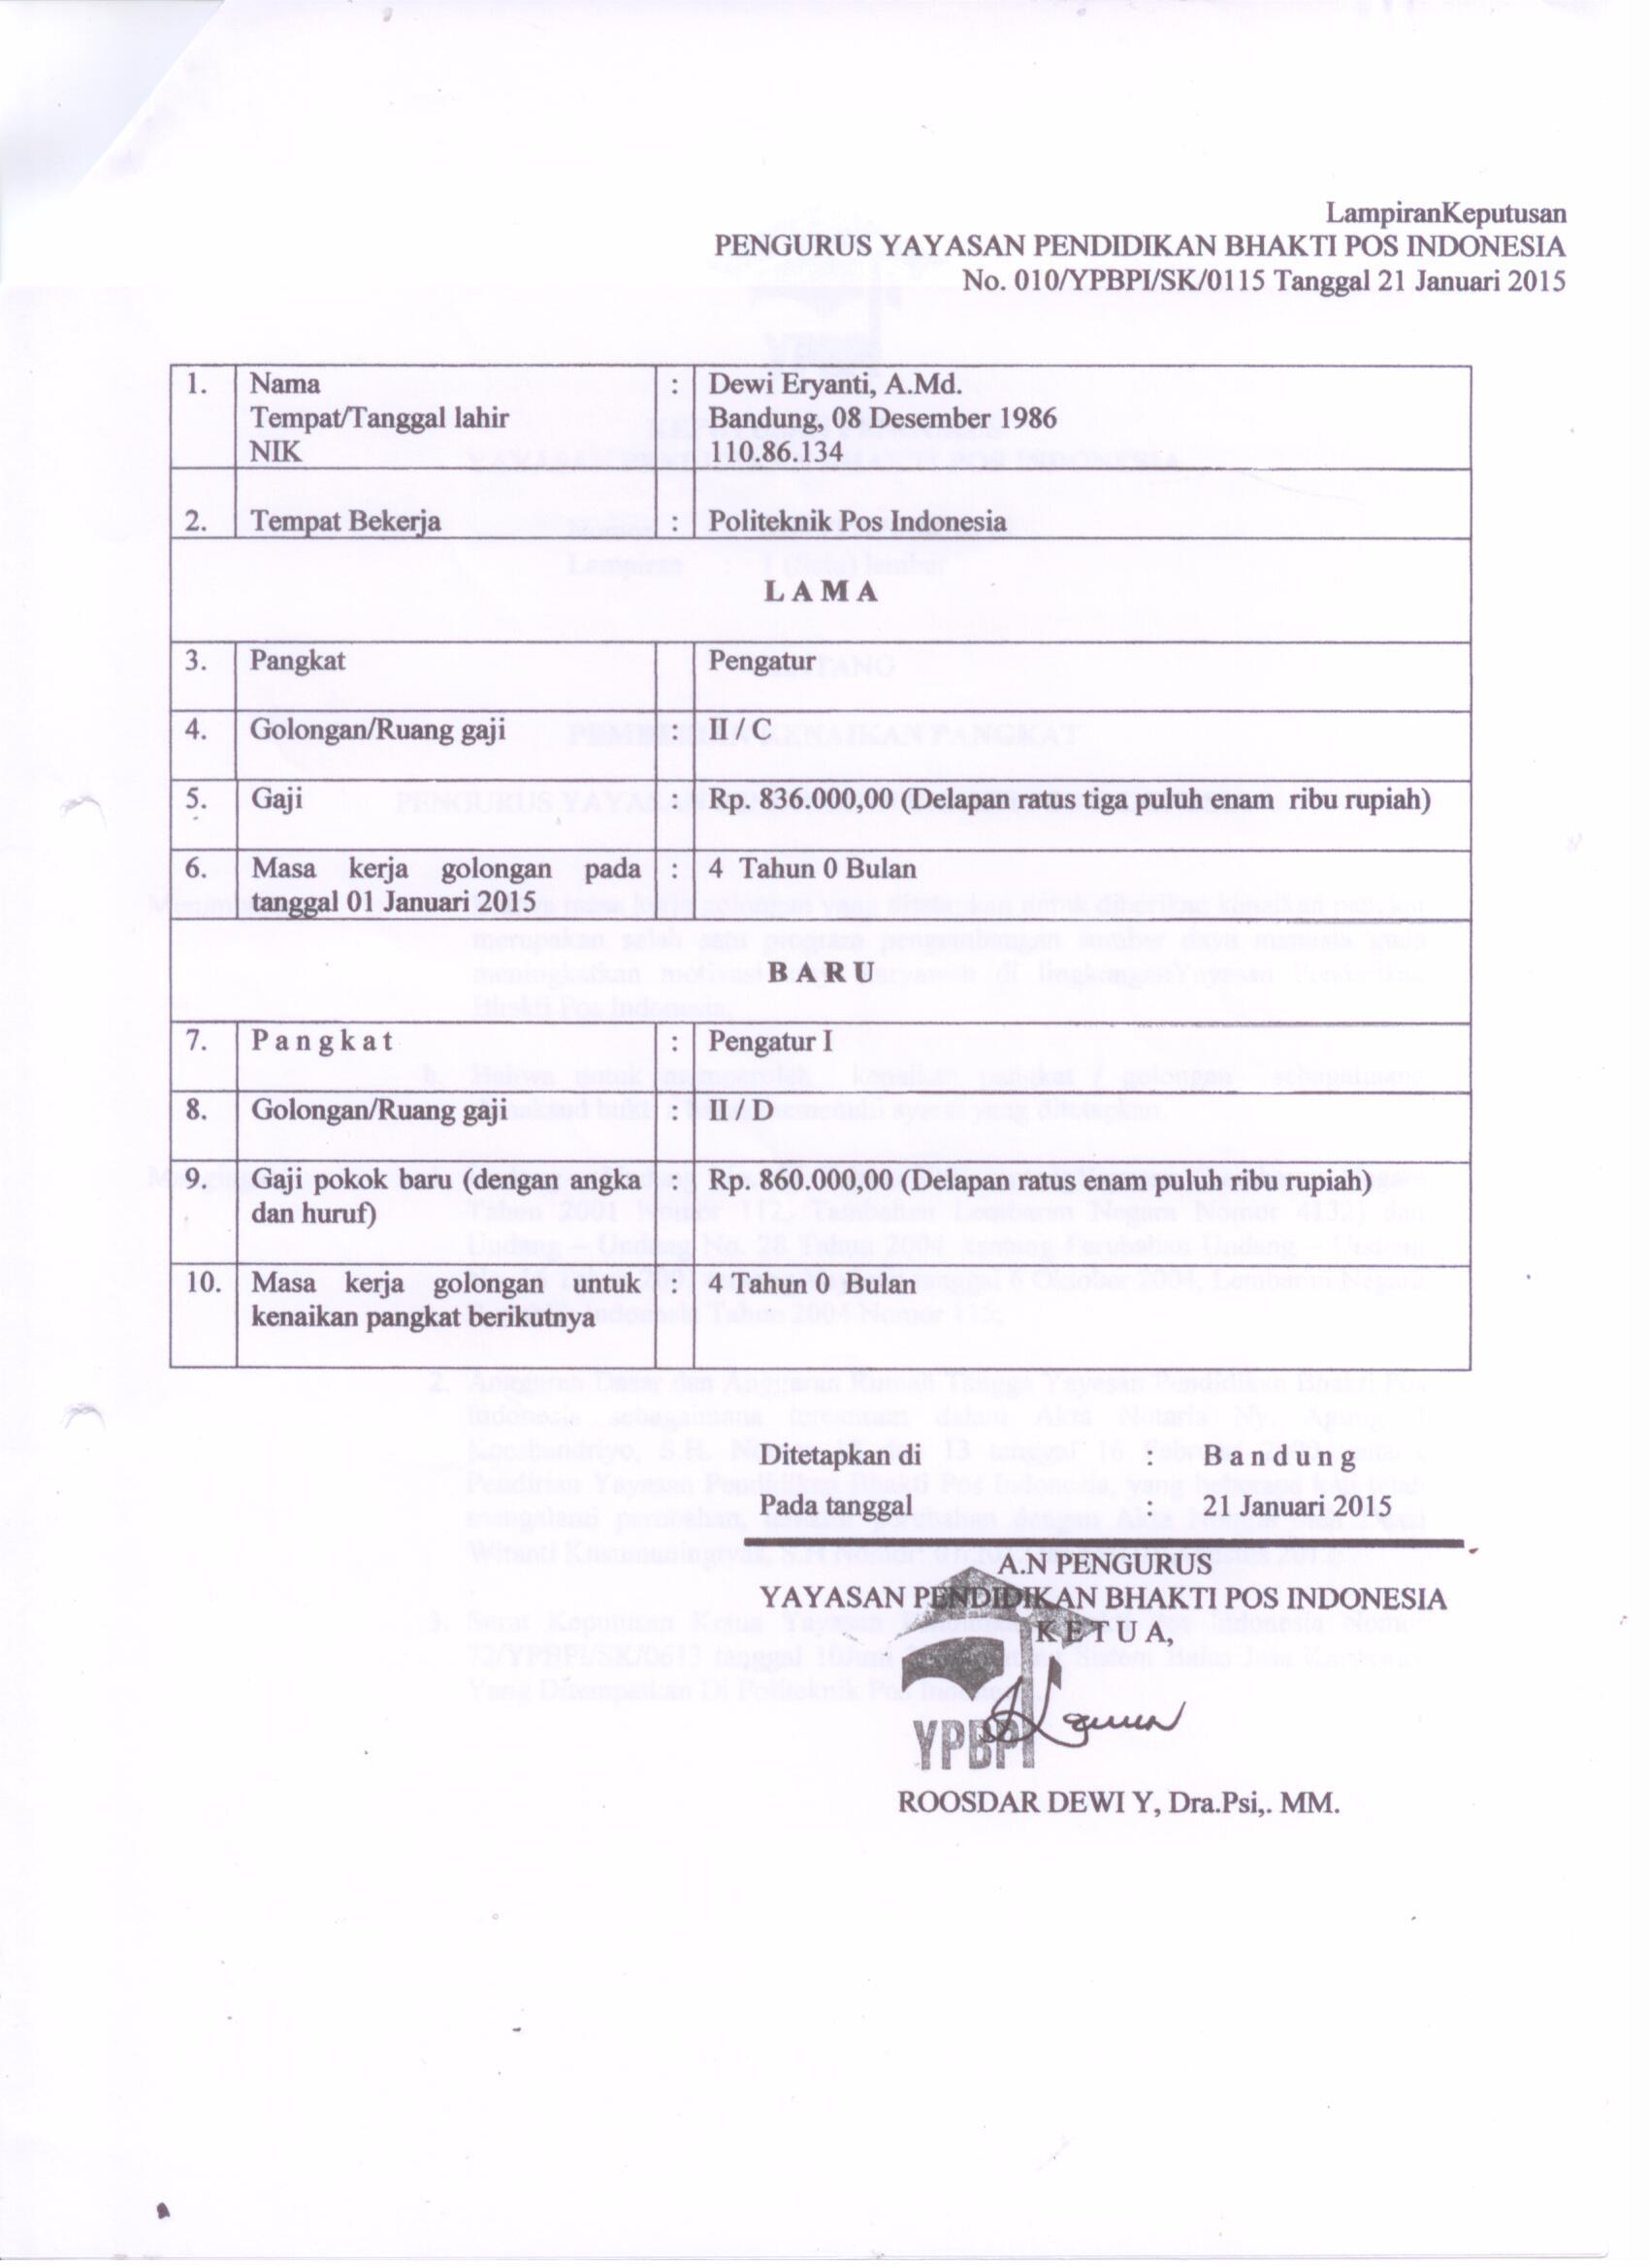 LampiranKeputusan
PENGURUS YAYASAN PENDIDIKAN BHAKTI POS INDONESIA
No. 010/YPBPI/SK/0115 Tanggal 21 Januari 2015
1. Nama : Dewi Eryanti, A.Md.
Tempat/Tanggal lahir Bandung, 08 Desember 1986
NIK 110.86.134
2. Tempat Bekerja : Politeknik Pos Indonesia
L A M A
3. Pangkat : Pengatur
4. Golongan/Ruang gaji : II / C
5. Gaji : Rp. 836.000,00 (Delapan ratus tiga puluh enam ribu rupiah)
6. Masa kerja golongan pada : 4 Tahun 0 Bulan
tanggal 01 Januari 2015
B A R U
7. P a n g k a t : Pengatur I
8. Golongan/Ruang gaji : II / D
9. Gaji pokok baru (dengan angka : Rp. 860.000,00 (Delapan ratus enam puluh ribu rupiah)
dan huruf)
10. Masa kerja golongan untuk : 4 Tahun 0 Bulan
kenaikan pangkat berikutnya
Ditetapkan di : B a n d u n g
Pada tanggal : 21 Januari 2015
A.N PENGURUS
YAYASAN PENDIDIKAN BHAKTI POS INDONESIA
K E T U A,
YPBPI
ROOSDAR DEWI Y, Dra.Psi,. MM.